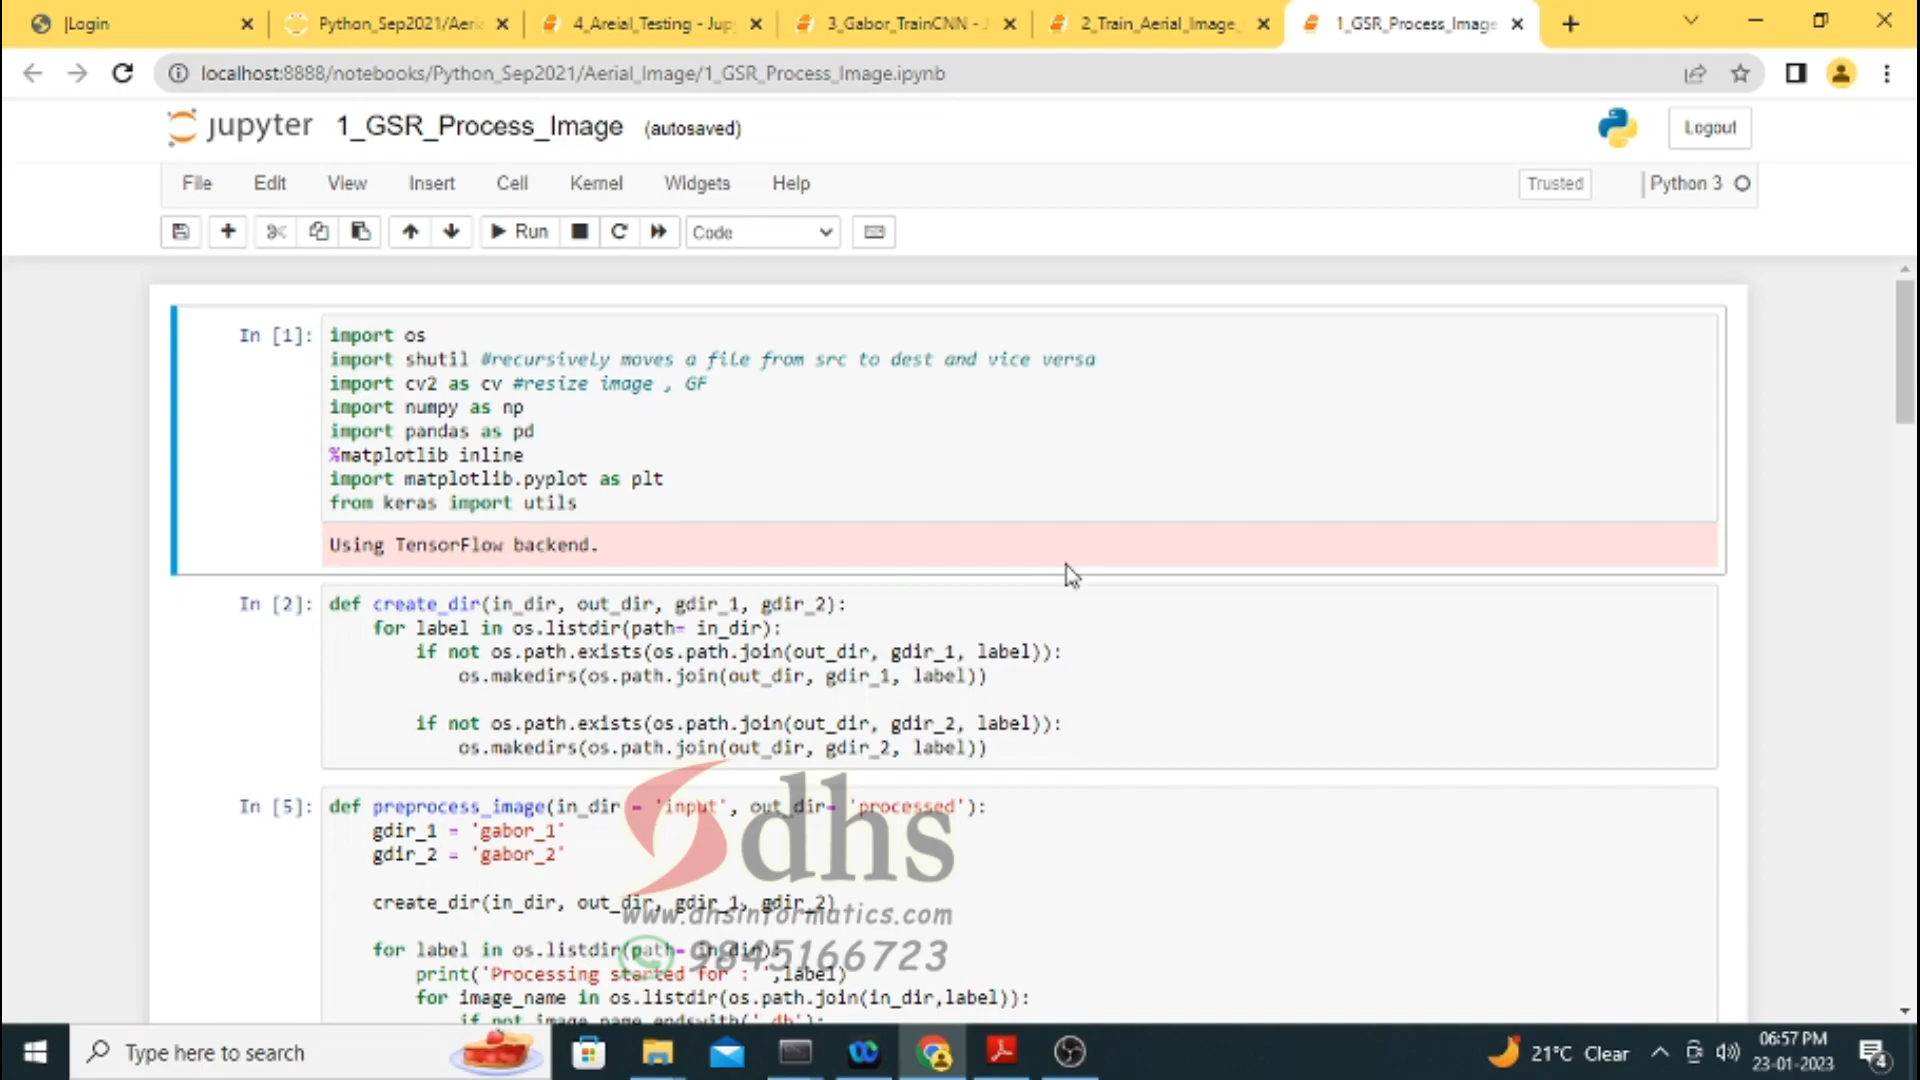 |Login
Python_Sep2021/Aeri
4_Areial_Testing - Jup
3_Gabor_TrainCNN - J
2_Train_Aerial_Image_
1_GSR_Process_Image
localhost:8888/notebooks/Python_Sep2021/Aerial_Image/1_GSR_Process_Image.ipynb
jupyter 1_GSR_Process_Image (autosaved)
Logout
File Edit View Insert Cell Kernel Widgets Help
Trusted
Python 3
Run
Code
In [1]:
import os
import shutil #recursively moves a file from src to dest and vice versa
import cv2 as cv #resize image , GF
import numpy as np
import pandas as pd
%matplotlib inline
import matplotlib.pyplot as plt
from keras import utils
Using TensorFlow backend.
In [2]:
def create_dir(in_dir, out_dir, gdir_1, gdir_2):
for label in os.listdir(path= in_dir):
if not os.path.exists(os.path.join(out_dir, gdir_1, label)):
os.makedirs(os.path.join(out_dir, gdir_1, label))
if not os.path.exists(os.path.join(out_dir, gdir_2, label)):
os.makedirs(os.path.join(out_dir, gdir_2, label))
In [5]:
def preprocess_image(in_dir = 'input', out_dir= 'processed'):
gdir_1 = 'gabor_1'
gdir_2 = 'gabor_2'
create_dir(in_dir, out_dir, gdir_1, gdir_2)
for label in os.listdir(path= in_dir):
print('Processing started for : ',label)
for image_name in os.listdir(os.path.join(in_dir,label)):
if not image_name.endswith('.db'):
dhs
www.dhsinformatics.com
9845166723
Type here to search
21°C Clear
06:57 PM
23-01-2023
4